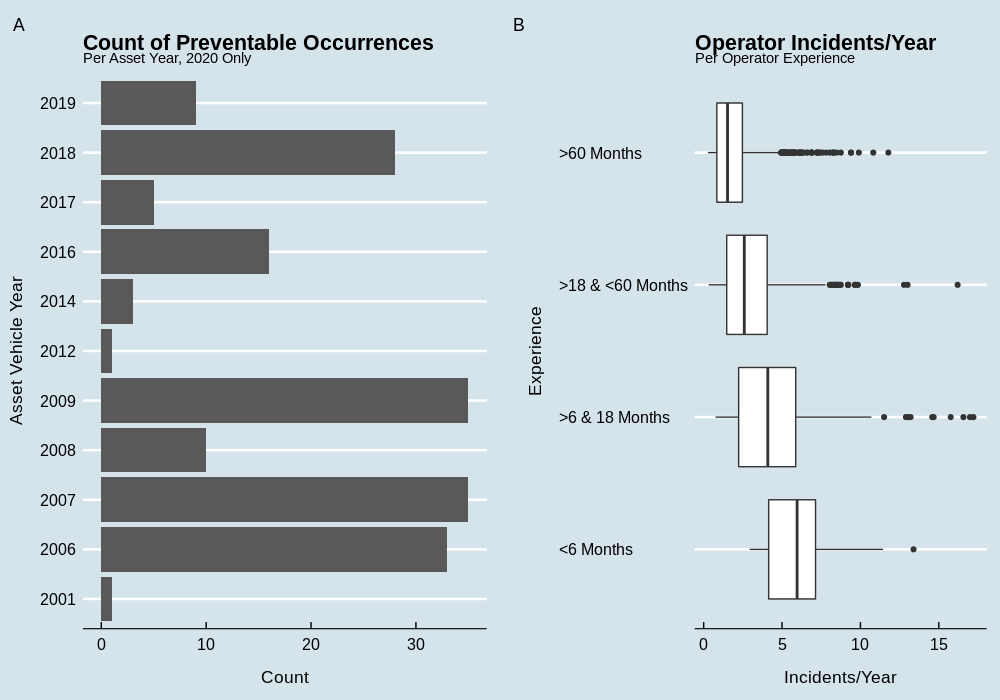 A
Count of Preventable Occurrences
Per Asset Year, 2020 Only
Asset Vehicle Year
2019
2018
2017
2016
2014
2012
2009
2008
2007
2006
2001
0 10 20 30
Count
B
Operator Incidents/Year
Per Operator Experience
Experience
>60 Months
>18 & <60 Months
>6 & 18 Months
<6 Months
0 5 10 15
Incidents/Year